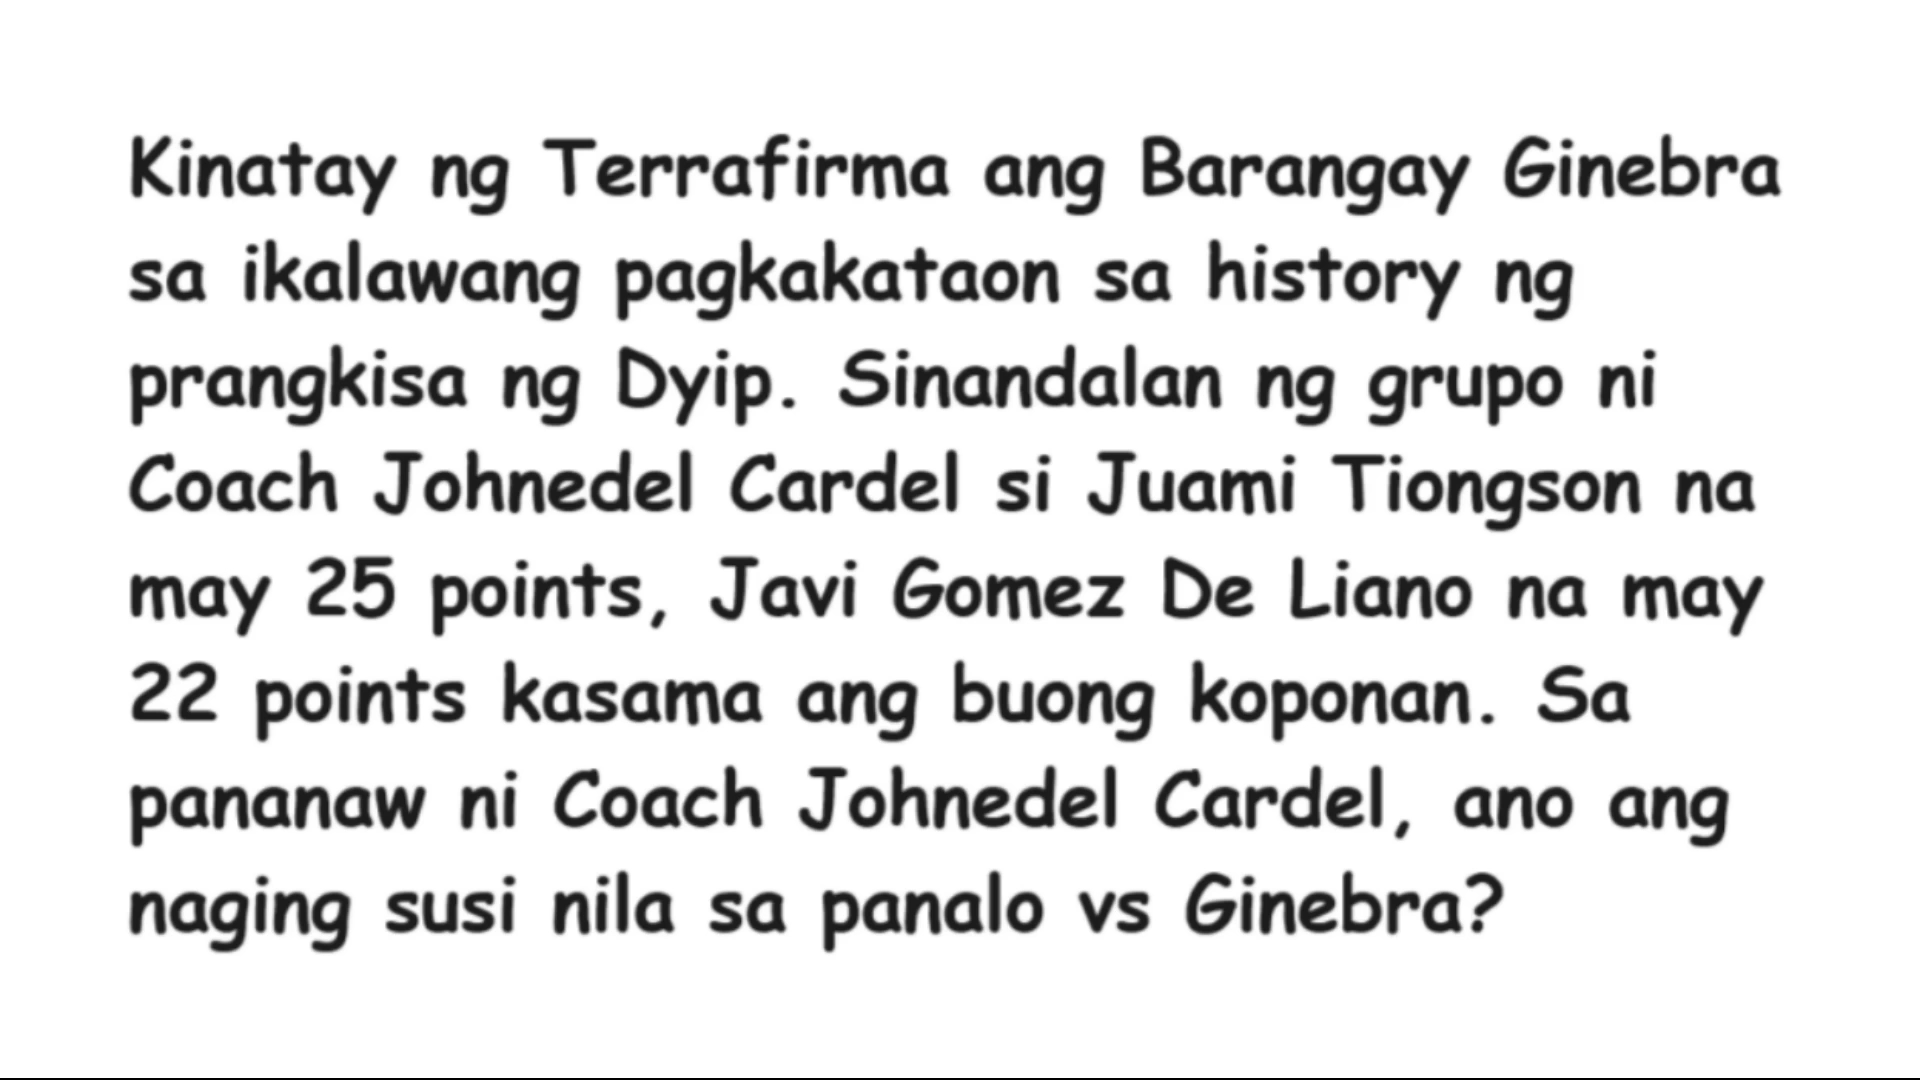 Kinatay ng Terrafirma ang Barangay Ginebra
sa ikalawang pagkakataon sa history ng
prangkisa ng Dyip. Sinandalan ng grupo ni
Coach Johnedel Cardel si Juami Tiongson na
may 25 points, Javi Gomez De Liano na may
22 points kasama ang buong koponan. Sa
pananaw ni Coach Johnedel Cardel, ano ang
naging susi nila sa panalo vs Ginebra?